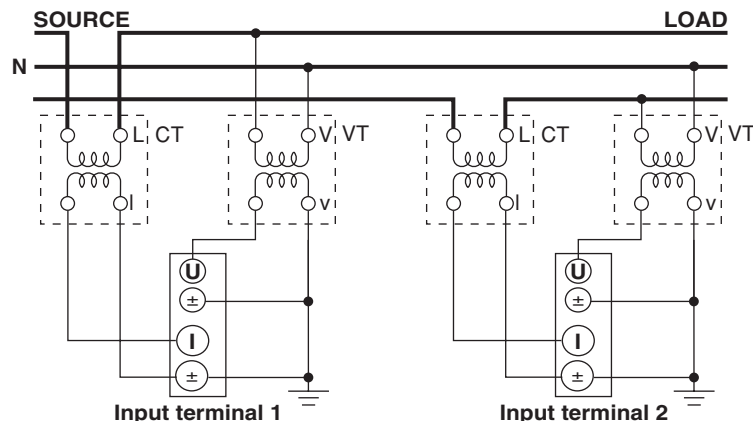 SOURCE LOAD
N
L CT V VT L CT V VT
l v l v
U U
± ±
I I
± ±
Input terminal 1 Input terminal 2